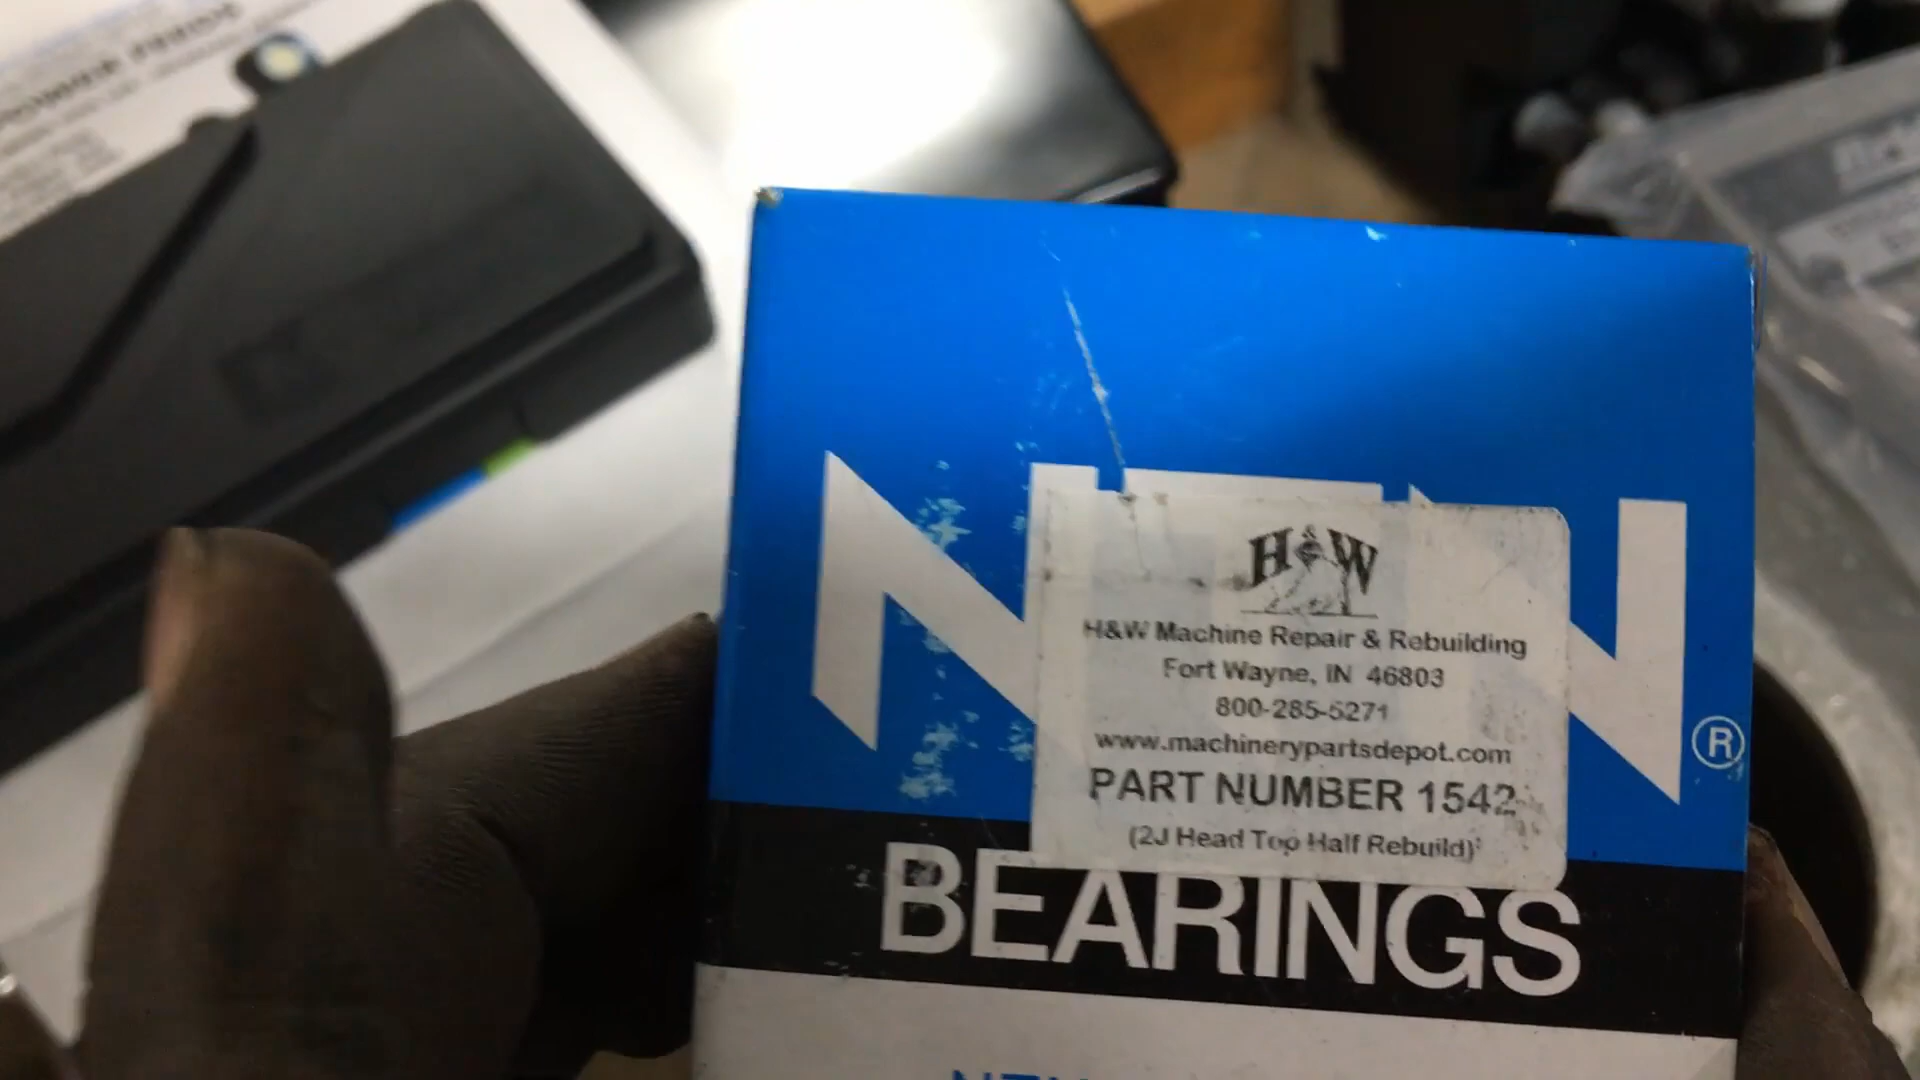 NTN
H&W
H&W Machine Repair & Rebuilding
Fort Wayne, IN 46803
800-285-5271
www.machinerypartsdepot.com
PART NUMBER 1542
(2J Head Top Half Rebuild)
®
BEARINGS